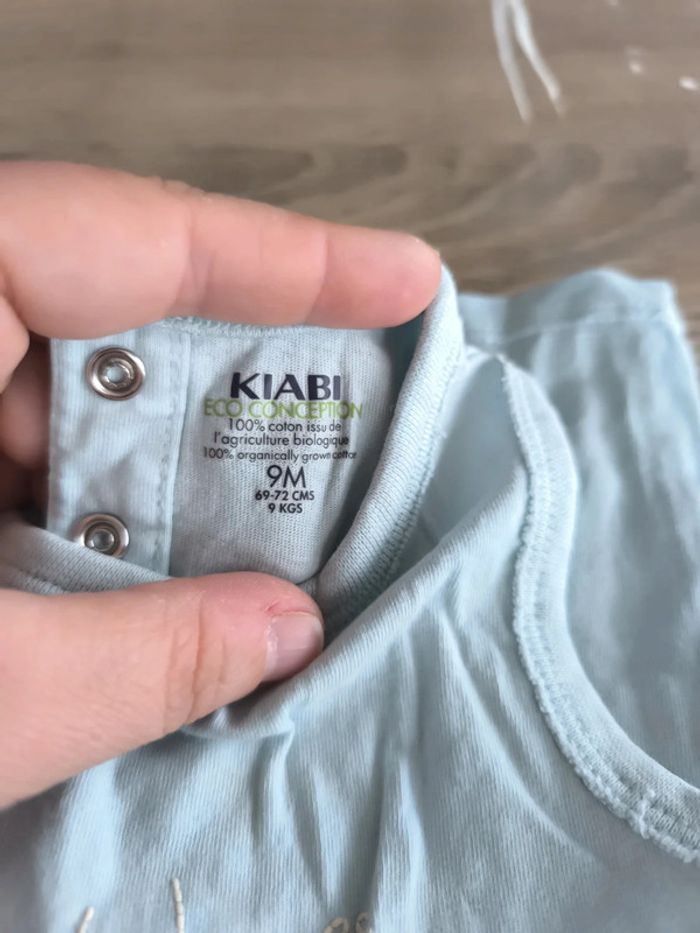 KIABI
ECO CONCEPTION
100% coton issu de
l'agriculture biologique
100% organically grown cotton
9M
69-72 CMS
9 KGS